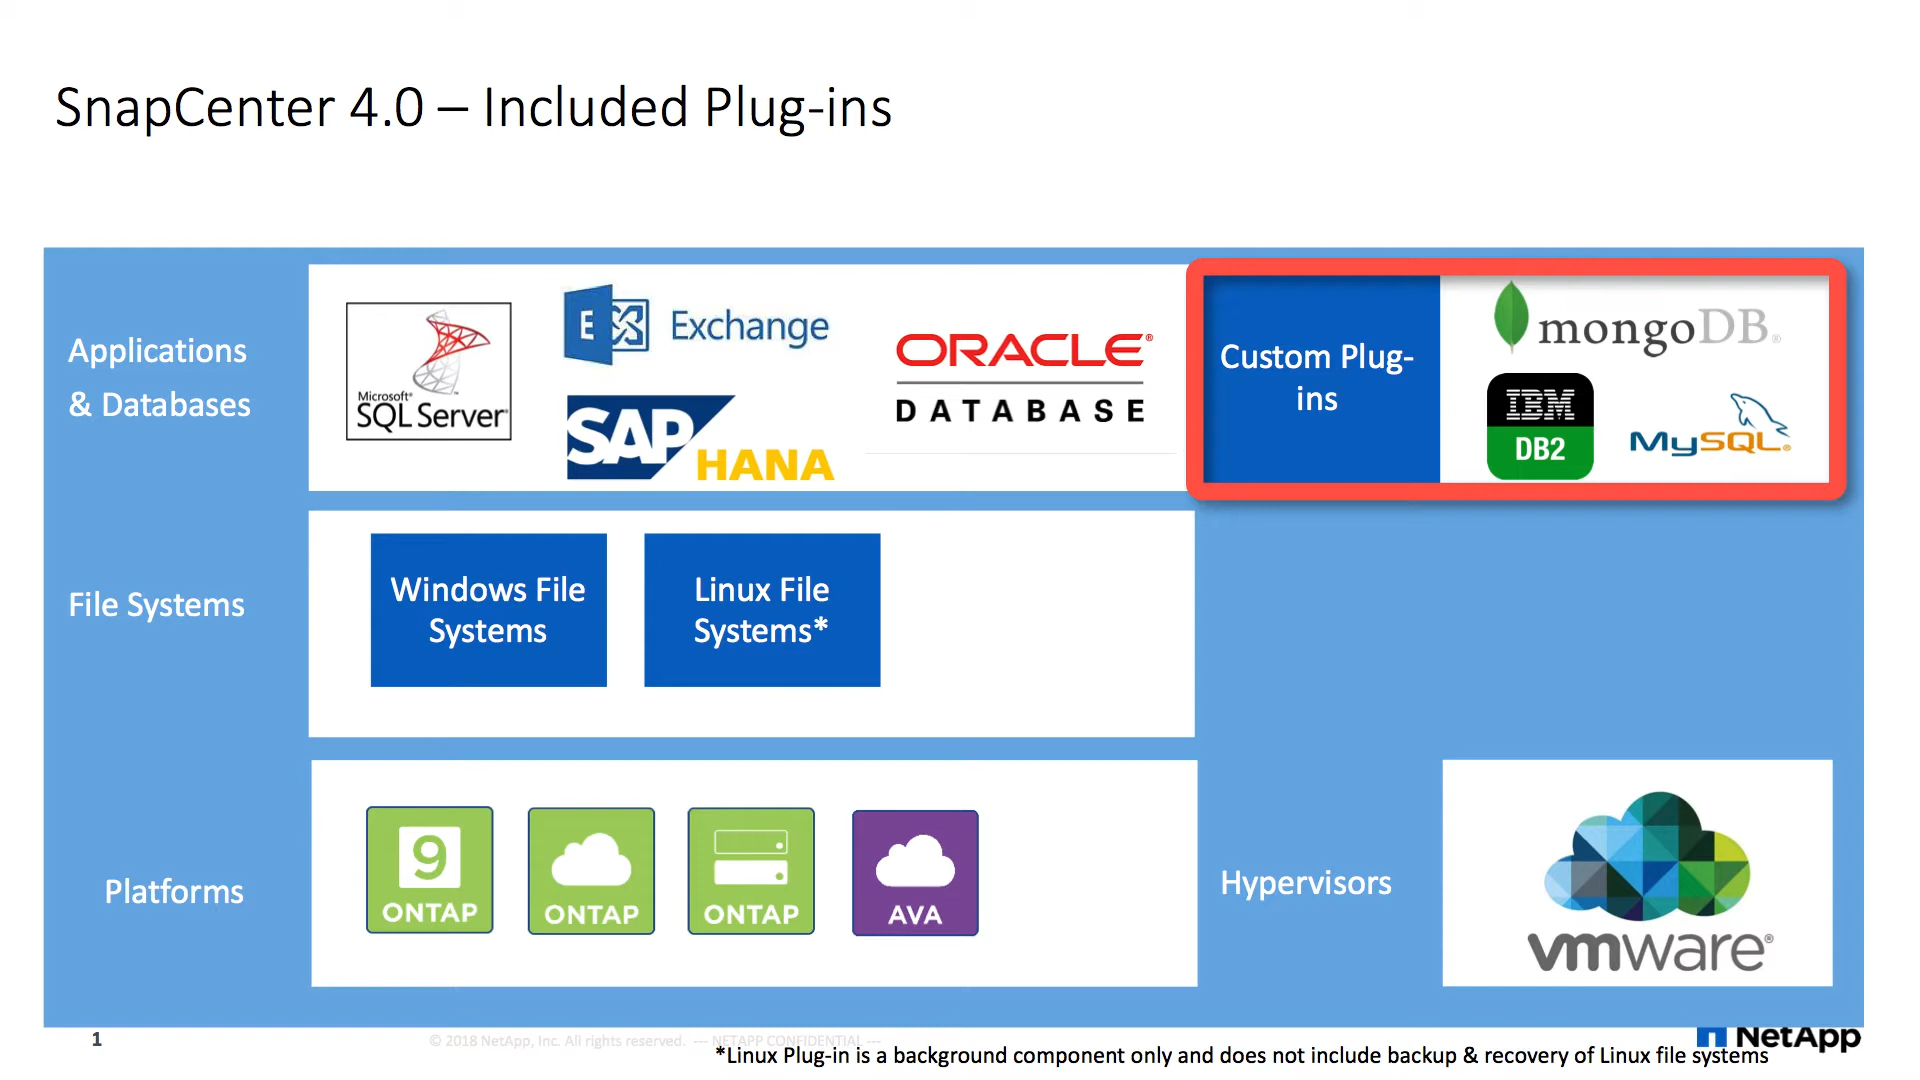 SnapCenter 4.0 – Included Plug-ins
Applications
& Databases
Microsoft®
SQL Server®
E
Exchange
SAP
HANA
ORACLE®
DATABASE
Custom Plug-
ins
mongoDB®
IBM
DB2
MySQL®
File Systems
Windows File
Systems
Linux File
Systems*
Platforms
9
ONTAP
ONTAP
ONTAP
AVA
Hypervisors
vmware®
1
© 2018 NetApp, Inc. All rights reserved. --- NETAPP CONFIDENTIAL ---
NetApp
*Linux Plug-in is a background component only and does not include backup & recovery of Linux file systems